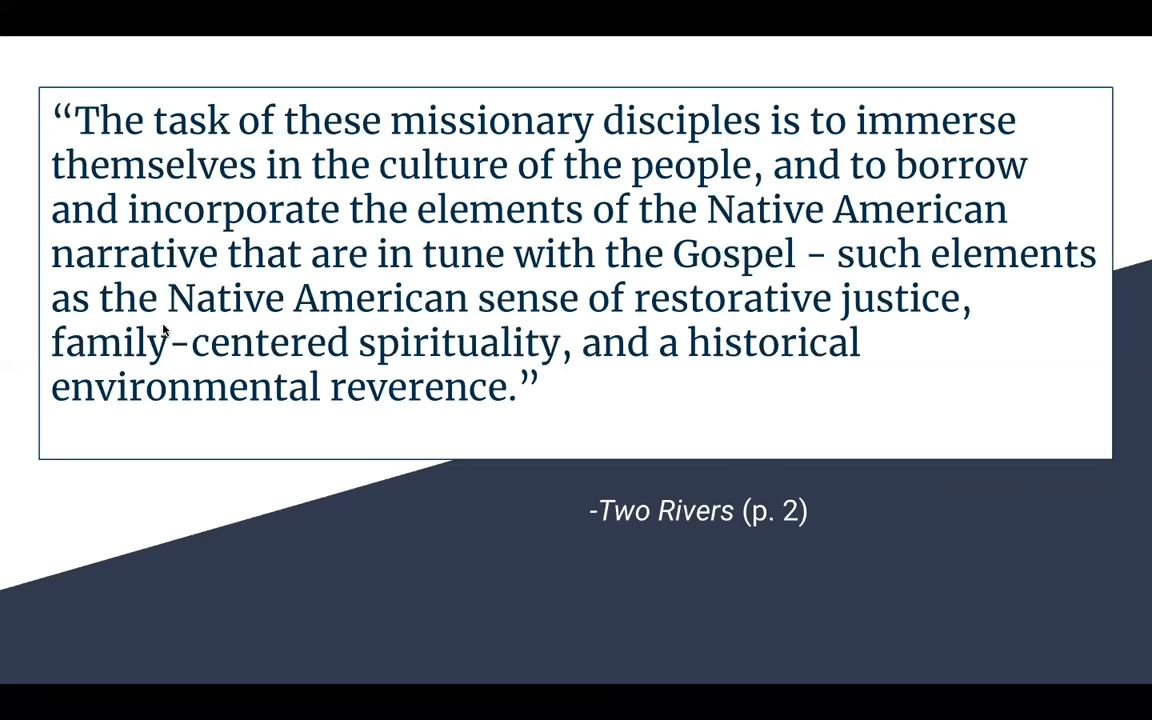 “The task of these missionary disciples is to immerse
themselves in the culture of the people, and to borrow
and incorporate the elements of the Native American
narrative that are in tune with the Gospel - such elements
as the Native American sense of restorative justice,
family-centered spirituality, and a historical
environmental reverence.”
-Two Rivers (p. 2)